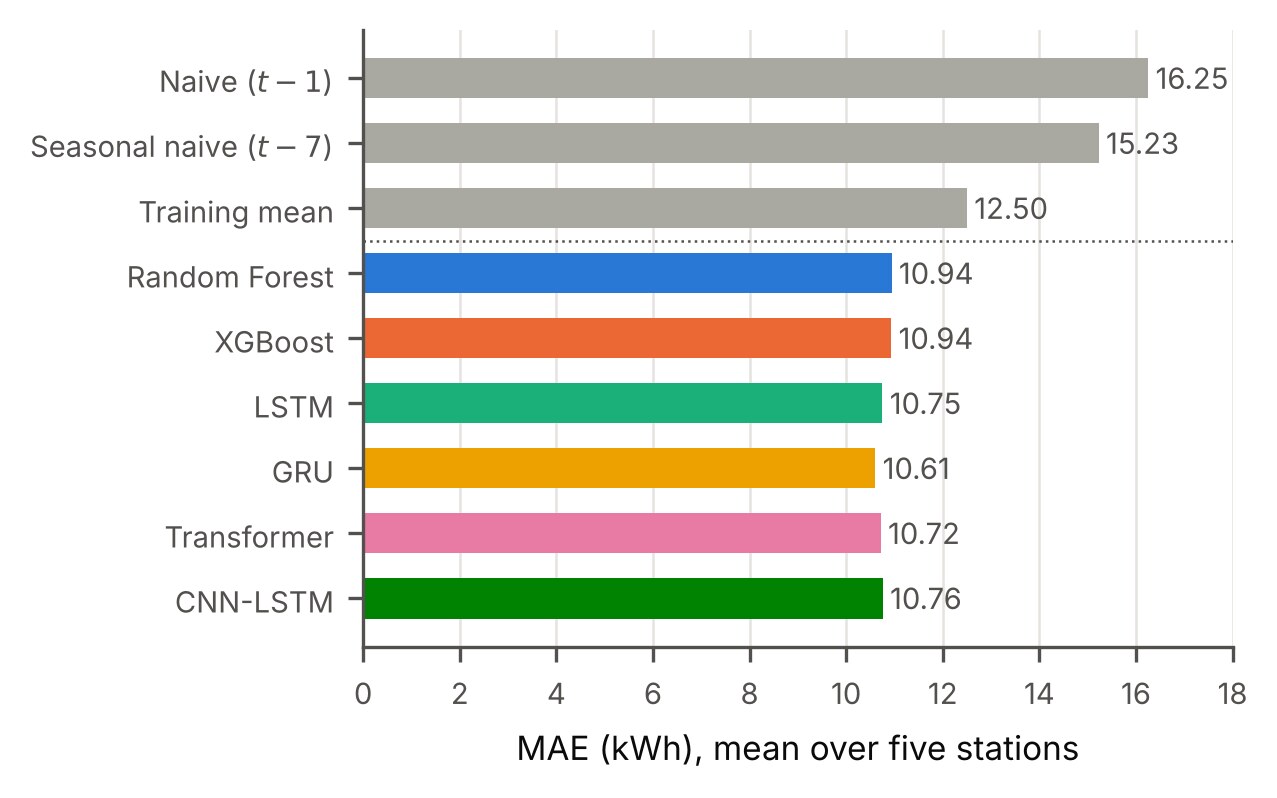 Naive (t − 1) 16.25
Seasonal naive (t − 7) 15.23
Training mean 12.50
Random Forest 10.94
XGBoost 10.94
LSTM 10.75
GRU 10.61
Transformer 10.72
CNN-LSTM 10.76
0 2 4 6 8 10 12 14 16 18
MAE (kWh), mean over five stations